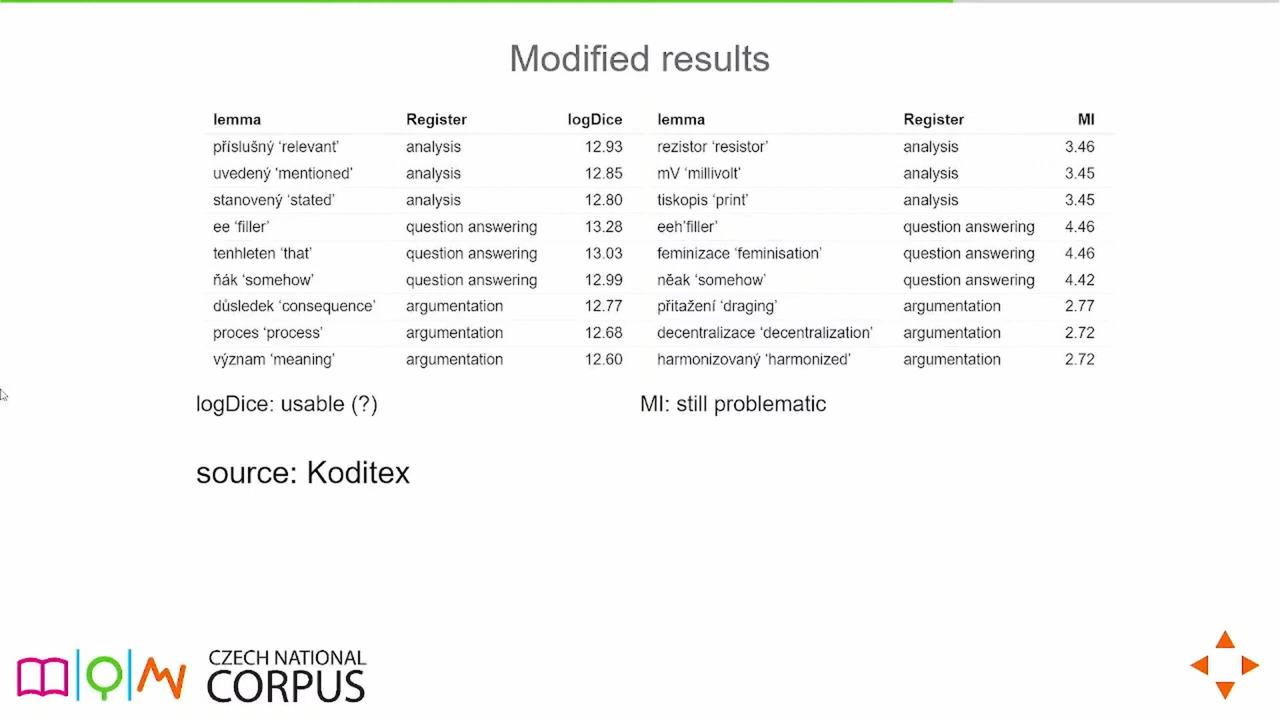 Modified results
lemma Register logDice lemma Register MI
příslušný ‘relevant’ analysis 12.93 rezistor ‘resistor’ analysis 3.46
uvedený ‘mentioned’ analysis 12.85 mV ‘millivolt’ analysis 3.45
stanovený ‘stated’ analysis 12.80 tiskopis ‘print’ analysis 3.45
ee ‘filler’ question answering 13.28 eeh’filler’ question answering 4.46
tenhleten ‘that’ question answering 13.03 feminizace ‘feminisation’ question answering 4.46
ňák ‘somehow’ question answering 12.99 něak ‘somehow’ question answering 4.42
důsledek ‘consequence’ argumentation 12.77 přitažení ‘draging’ argumentation 2.77
proces ‘process’ argumentation 12.68 decentralizace ‘decentralization’ argumentation 2.72
význam ‘meaning’ argumentation 12.60 harmonizovaný ‘harmonized’ argumentation 2.72
logDice: usable (?) MI: still problematic
source: Koditex
CZECH NATIONAL
CORPUS